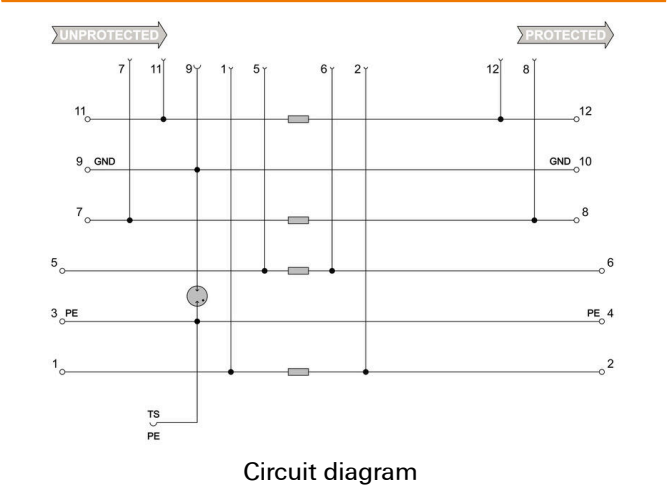 UNPROTECTED PROTECTED
7 11 9 1 5 6 2 12 8
11 12
9 GND GND 10
7 8
5 6
3 PE PE 4
1 2
TS
PE
Circuit diagram